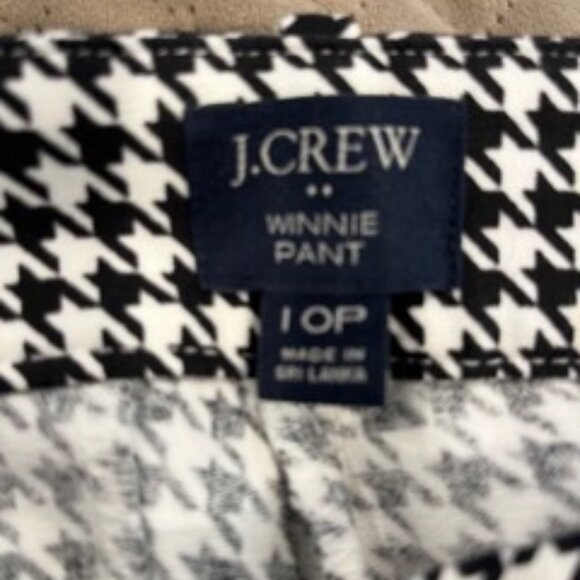 J.CREW
••
WINNIE
PANT
10P
MADE IN
SRI LANKA